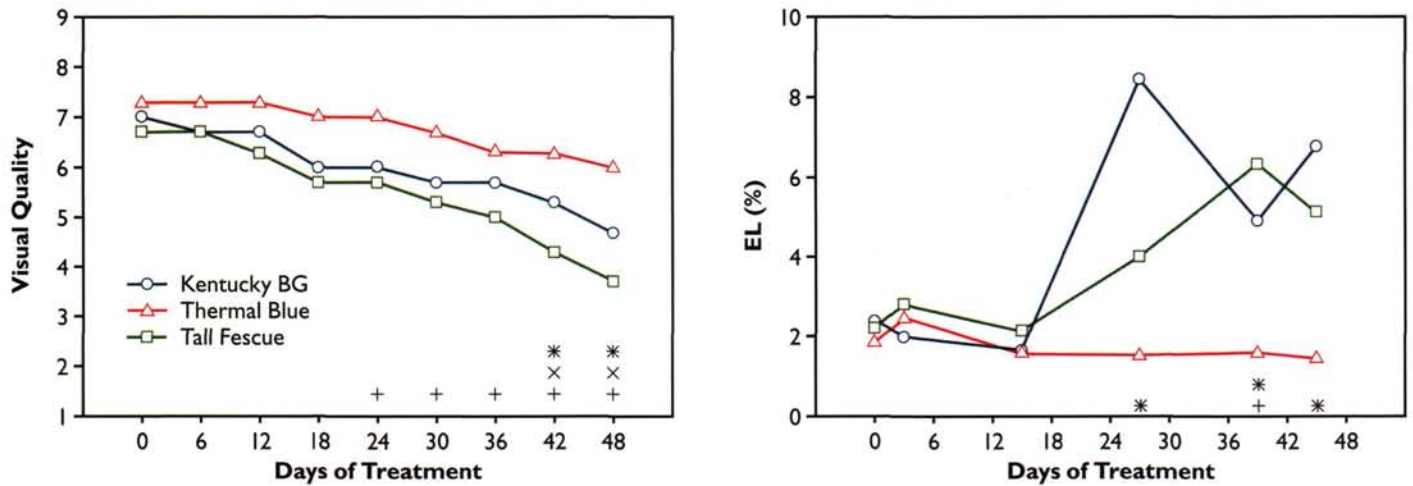 9
8
7
6
5
4
3
2
1
Visual Quality
Kentucky BG
Thermal Blue
Tall Fescue
* *
× ×
+ + + + +
0 6 12 18 24 30 36 42 48
Days of Treatment
10
8
6
4
2
0
EL (%)
*
* + *
0 6 12 18 24 30 36 42 48
Days of Treatment